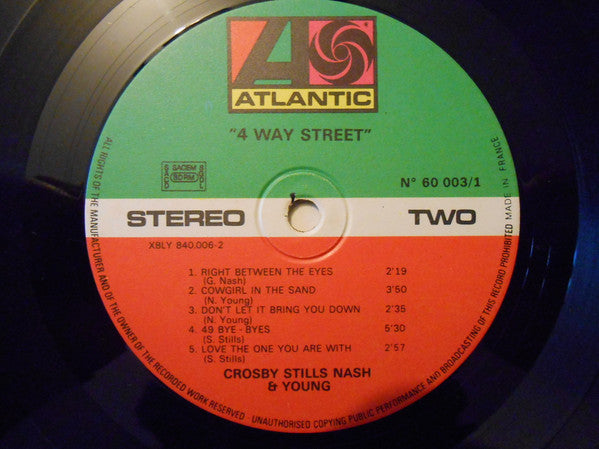 ATLANTIC
"4 WAY STREET"
SACEM
N° 60 003/1
STEREO
TWO
XBLY 840.006-2
1. RIGHT BETWEEN THE EYES 2'19
(G. Nash)
2. COWGIRL IN THE SAND 3'50
(N. Young)
3. DON'T LET IT BRING YOU DOWN 2'35
(N. Young)
4. 49 BYE - BYES 5'30
(S. Stills)
5. LOVE THE ONE YOU ARE WITH 2'57
(S. Stills)
CROSBY STILLS NASH
& YOUNG
ALL RIGHTS OF THE MANUFACTURER AND OF THE OWNER OF THE RECORDED WORK RESERVED - UNAUTHORISED COPYING PUBLIC PERFORMANCE AND BROADCASTING OF THIS RECORD PROHIBITED MADE IN FRANCE